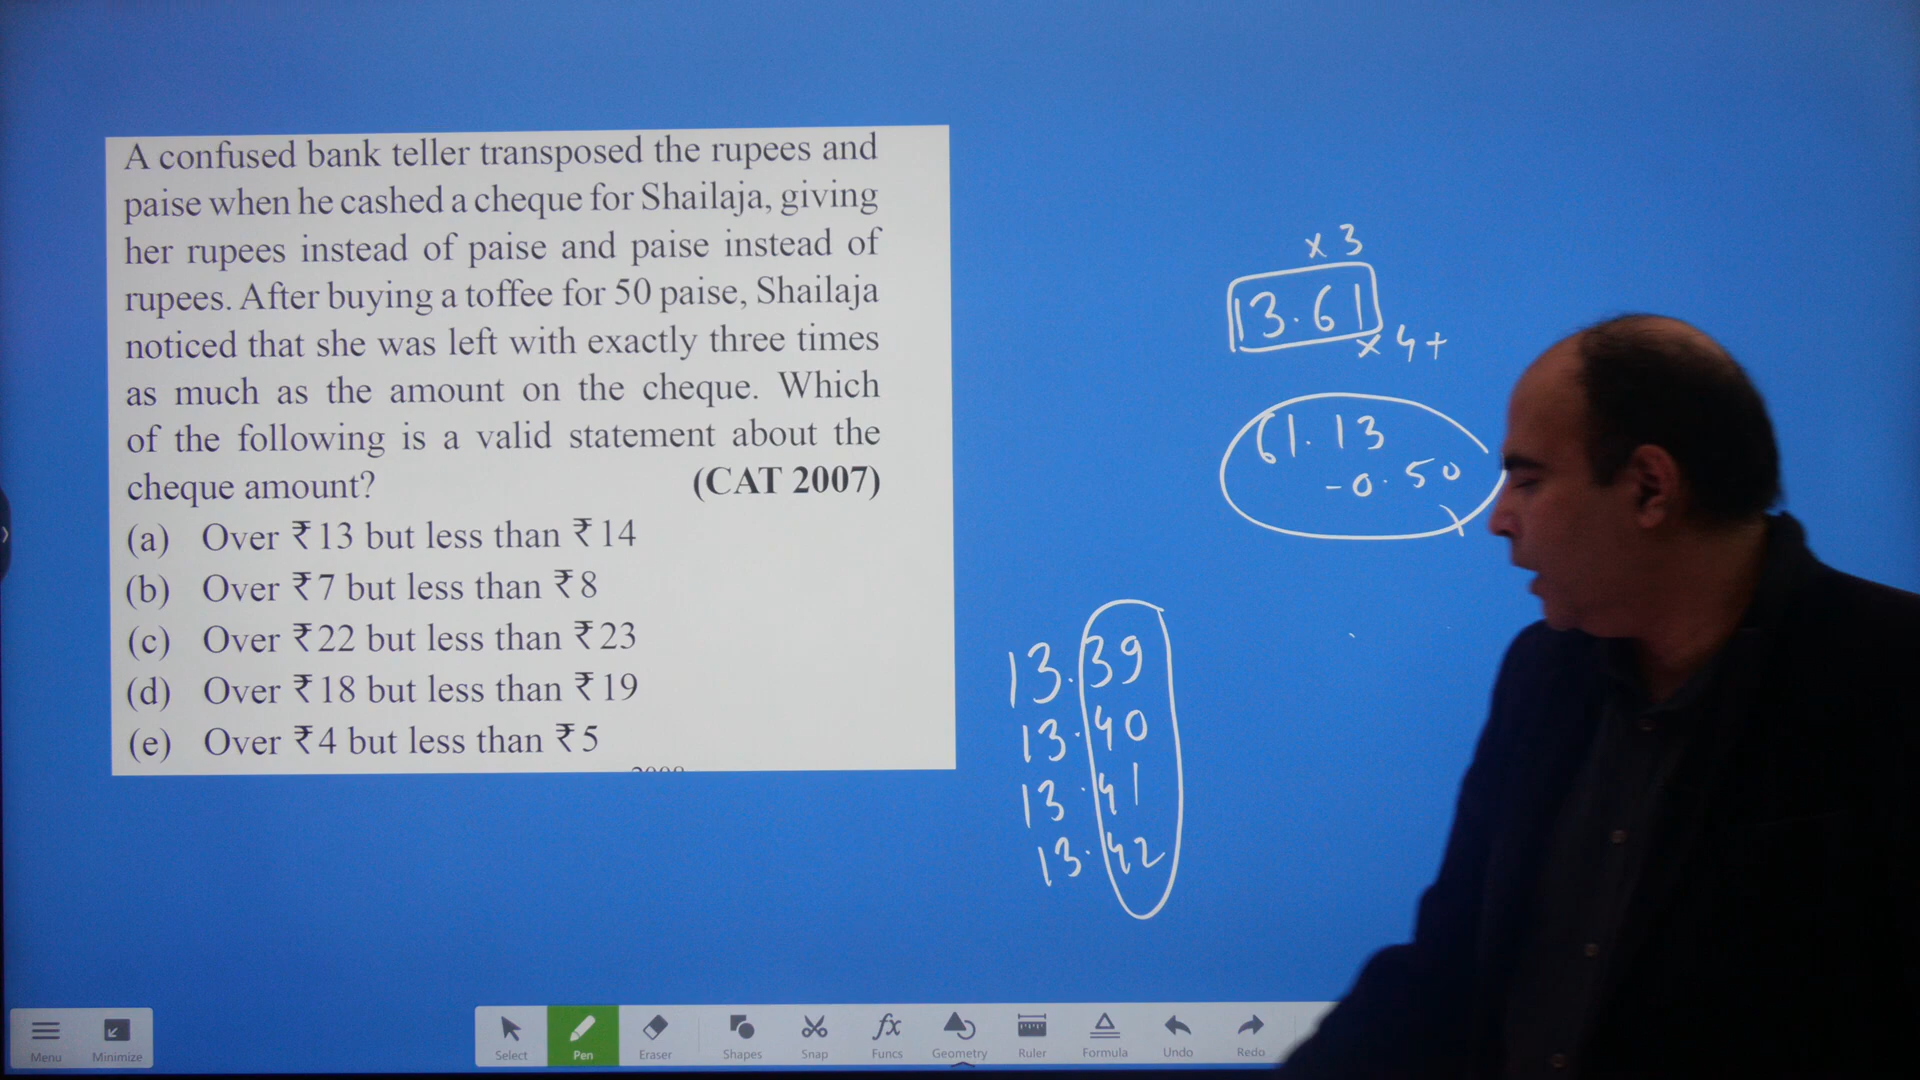 A confused bank teller transposed the rupees and
paise when he cashed a cheque for Shailaja, giving
her rupees instead of paise and paise instead of
rupees. After buying a toffee for 50 paise, Shailaja
noticed that she was left with exactly three times
as much as the amount on the cheque. Which
of the following is a valid statement about the
cheque amount? (CAT 2007)
(a) Over ₹ 13 but less than ₹ 14
(b) Over ₹ 7 but less than ₹ 8
(c) Over ₹ 22 but less than ₹ 23
(d) Over ₹ 18 but less than ₹ 19
(e) Over ₹ 4 but less than ₹ 5
x 3
13.61
x 4+
61.13
-0.50
13.39
13.40
13.41
13.42
Menu Minimize
Select Pen Eraser Shapes Snap Funcs Geometry Ruler Formula Undo Redo